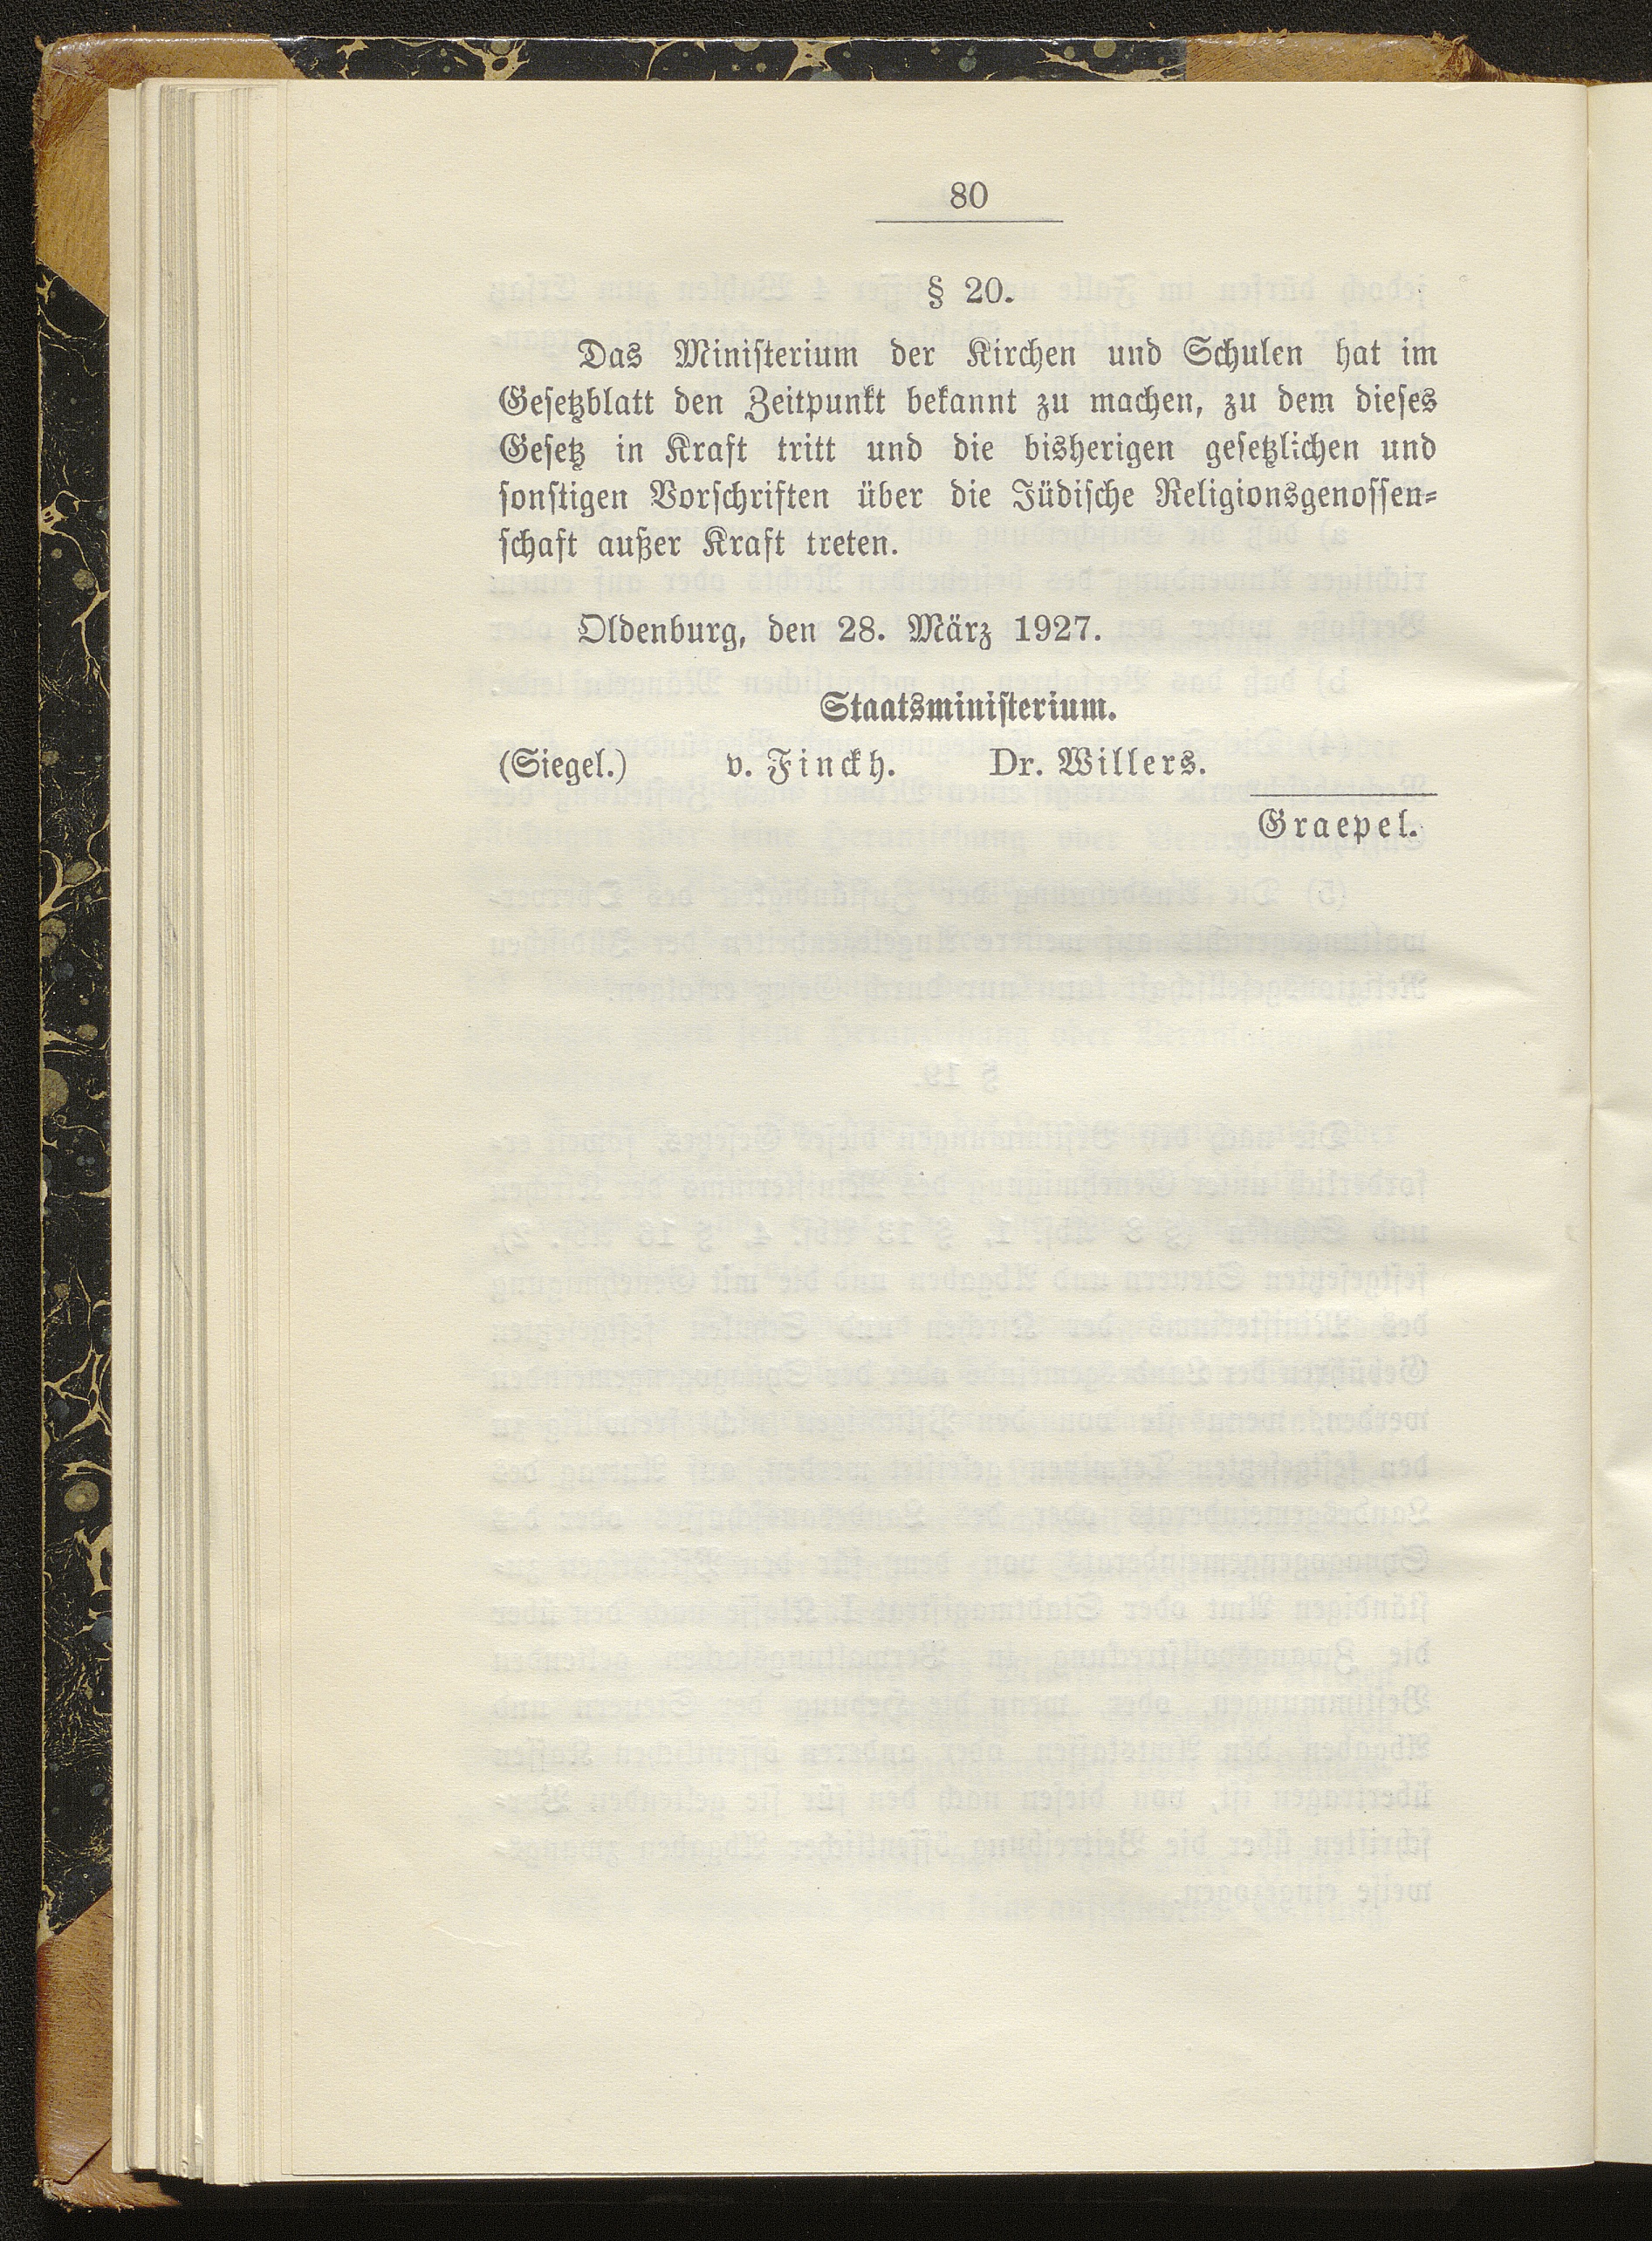 80
§ 20.
Das Ministerium der Kirchen und Schulen hat im
Gesetzblatt den Zeitpunkt bekannt zu machen, zu dem dieses
Gesetz in Kraft tritt und die bisherigen gesetzlichen und
sonstigen Vorschriften über die Jüdische Religionsgenossen-
schaft außer Kraft treten.
Oldenburg, den 28. März 1927.
Staatsministerium.
(Siegel.) v. Finckh. Dr. Willers.
Graepel.